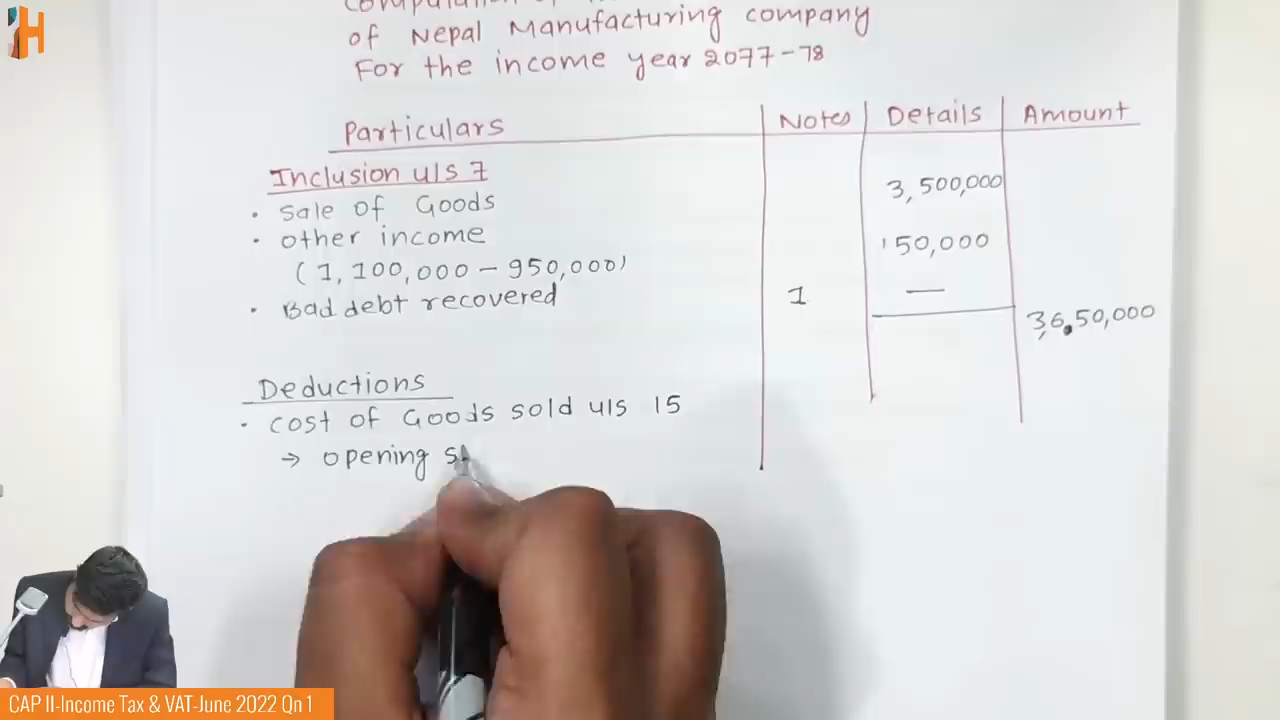 H
of Nepal Manufacturing company
For the income year 2077-78
Particulars Notes Details Amount
Inclusion u/s 7
• Sale of Goods 3,500,000
• other income 150,000
(1,100,000 - 950,000)
• Bad debt recovered 1 —
36,50,000
Deductions
• cost of Goods sold u/s 15
→ opening
CAP II-Income Tax & VAT-June 2022 Qn 1